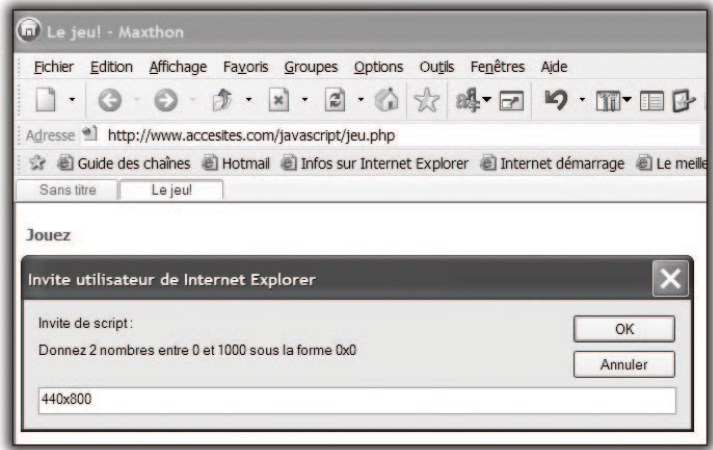 Le jeu! - Maxthon
Fichier Edition Affichage Favoris Groupes Options Outils Fenêtres Aide
Adresse http://www.accesites.com/javascript/jeu.php
Guide des chaînes Hotmail Infos sur Internet Explorer Internet démarrage Le meille
Sans titre Le jeu!
Jouez
Invite utilisateur de Internet Explorer
Invite de script :
OK
Donnez 2 nombres entre 0 et 1000 sous la forme 0x0
Annuler
440x800